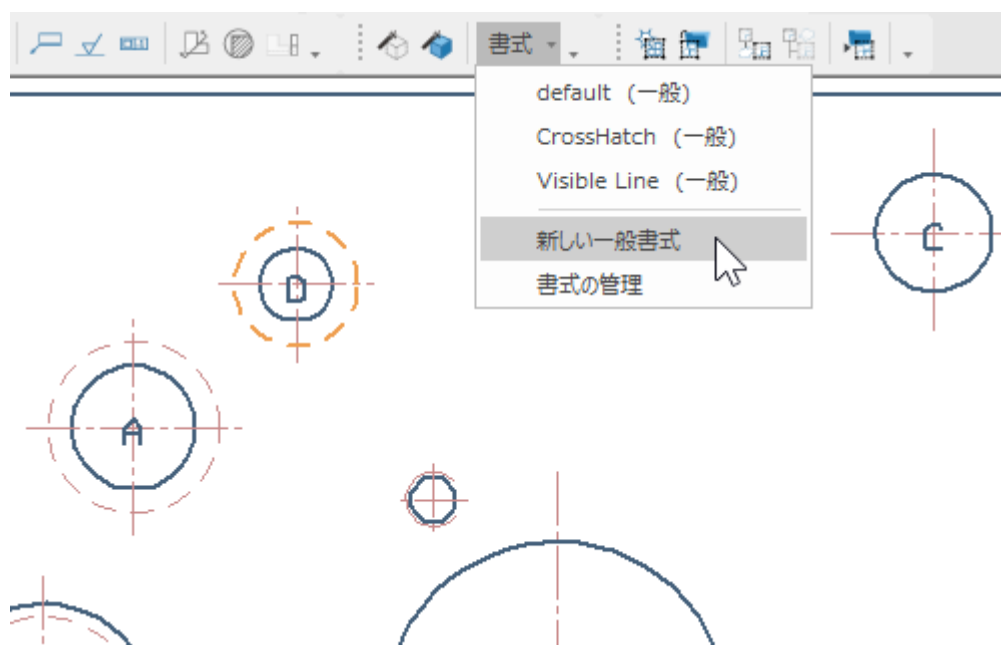 書式
default (一般)
CrossHatch (一般)
Visible Line (一般)
新しい一般書式
書式の管理
D
C
A